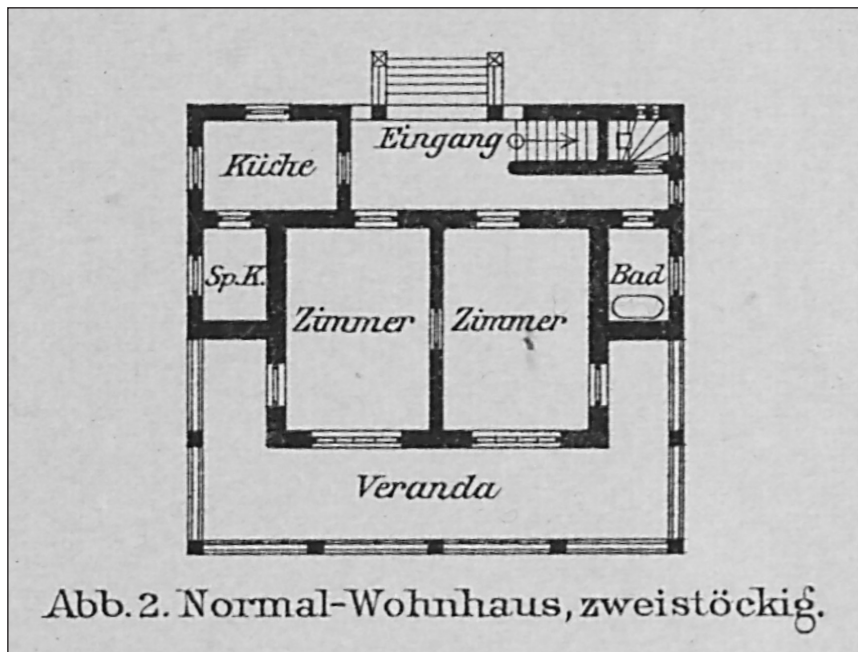 Eingang
Küche
Sp.K.
Bad
Zimmer Zimmer
Veranda
Abb. 2. Normal-Wohnhaus, zweistöckig.